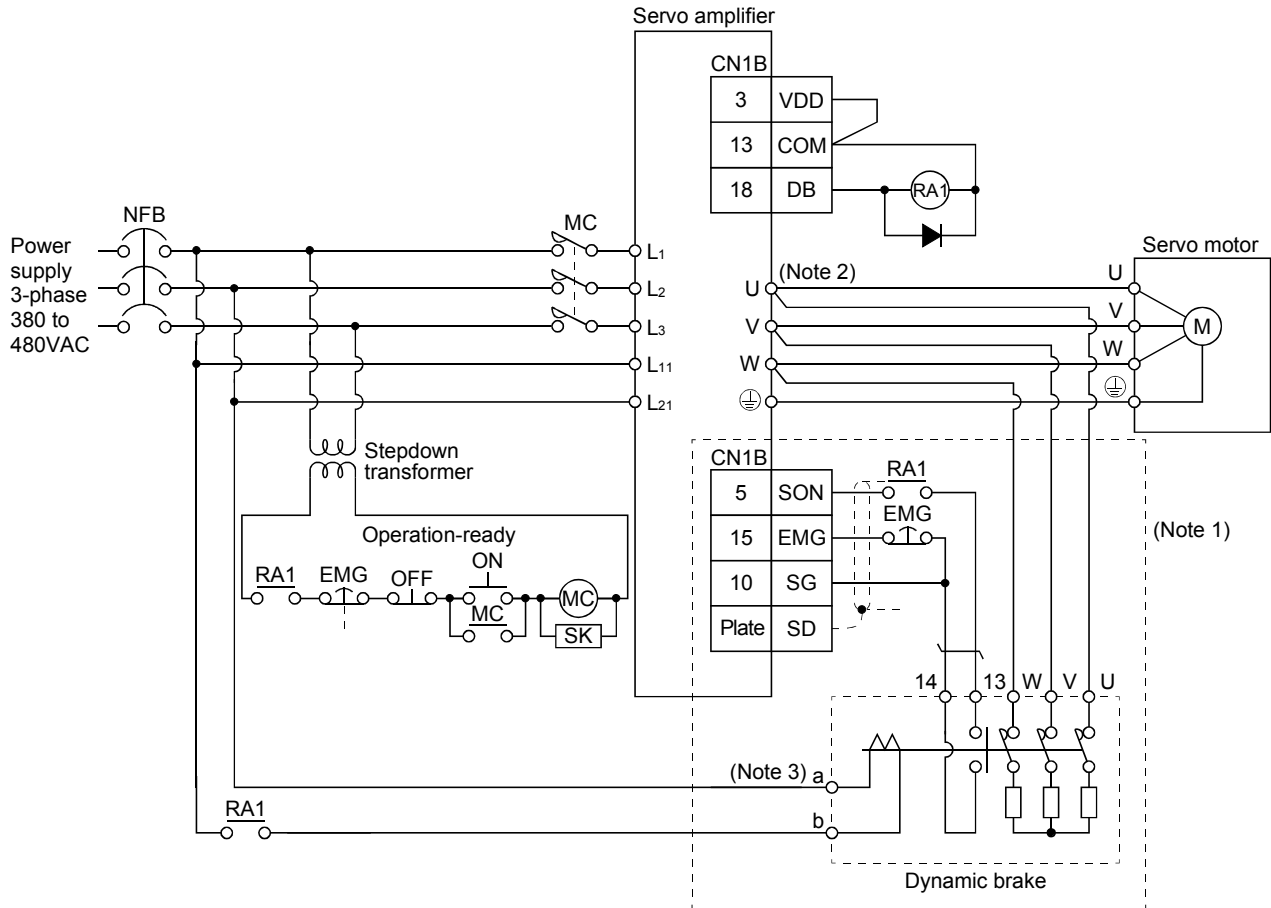 Servo amplifier
CN1B
3 VDD
13 COM
18 DB
RA1
NFB
MC
Power
supply
3-phase
380 to
480VAC
L1
L2
L3
L11
L21
(Note 2)
U
V
W
Servo motor
U
V
W
M
Stepdown
transformer
Operation-ready
RA1 EMG OFF ON
MC
MC
SK
CN1B
5 SON
15 EMG
10 SG
Plate SD
RA1
EMG
(Note 1)
14 13 W V U
(Note 3) a
b
RA1
Dynamic brake